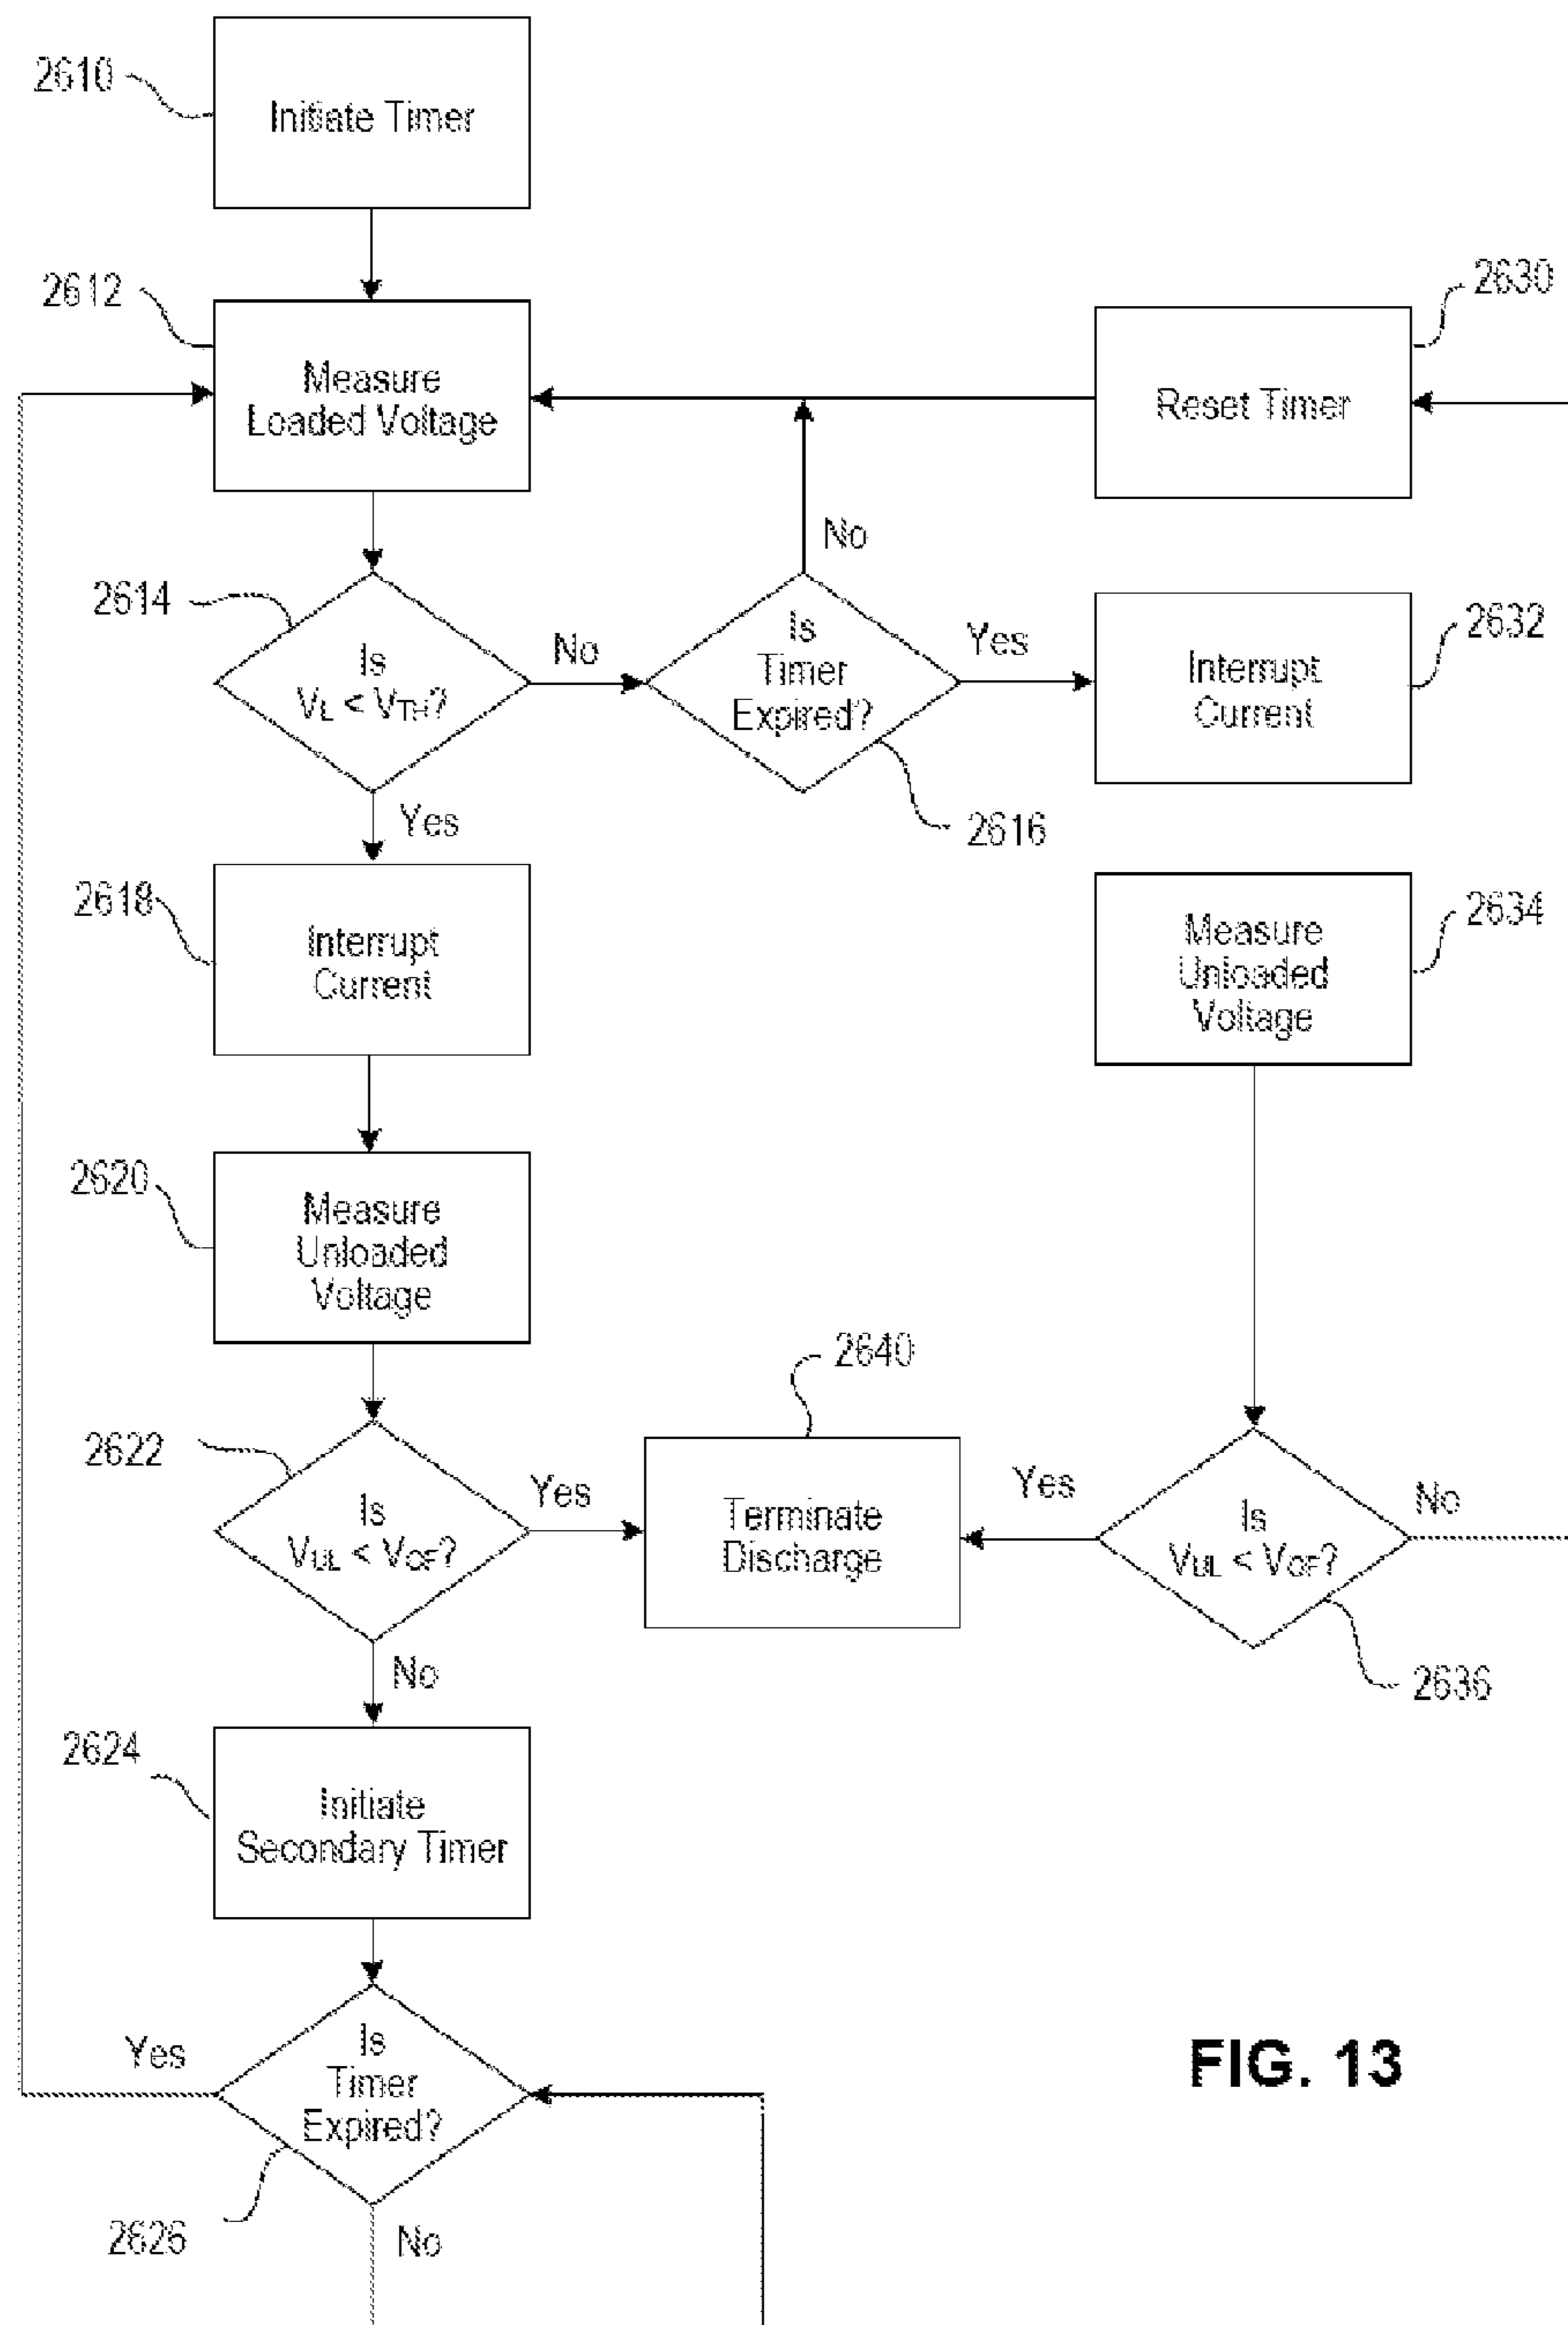 2610
Initiate Timer
2612
Measure
Loaded Voltage
2630
Reset Timer
No
2614
Is
VL < VTH?
No
Is
Timer
Expired?
Yes
2616
2632
Interrupt
Current
Yes
2618
Interrupt
Current
2634
Measure
Unloaded
Voltage
2620
Measure
Unloaded
Voltage
2640
Terminate
Discharge
2622
Is
VUL < VOF?
Yes
Yes
Is
VUL < VOF?
No
2636
No
2624
Initiate
Secondary Timer
Yes
Is
Timer
Expired?
2626
No
FIG. 13